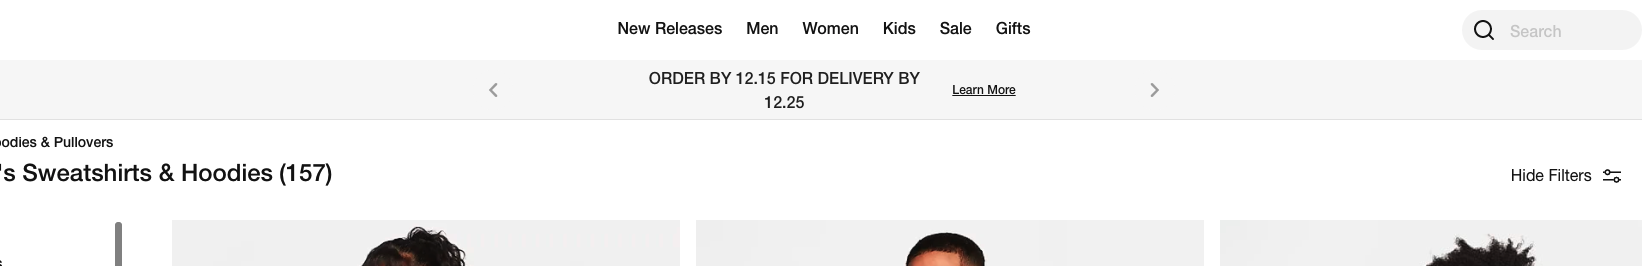 New Releases Men Women Kids Sale Gifts
Search
ORDER BY 12.15 FOR DELIVERY BY
12.25
Learn More
& Pullovers
's Sweatshirts & Hoodies (157)
Hide Filters